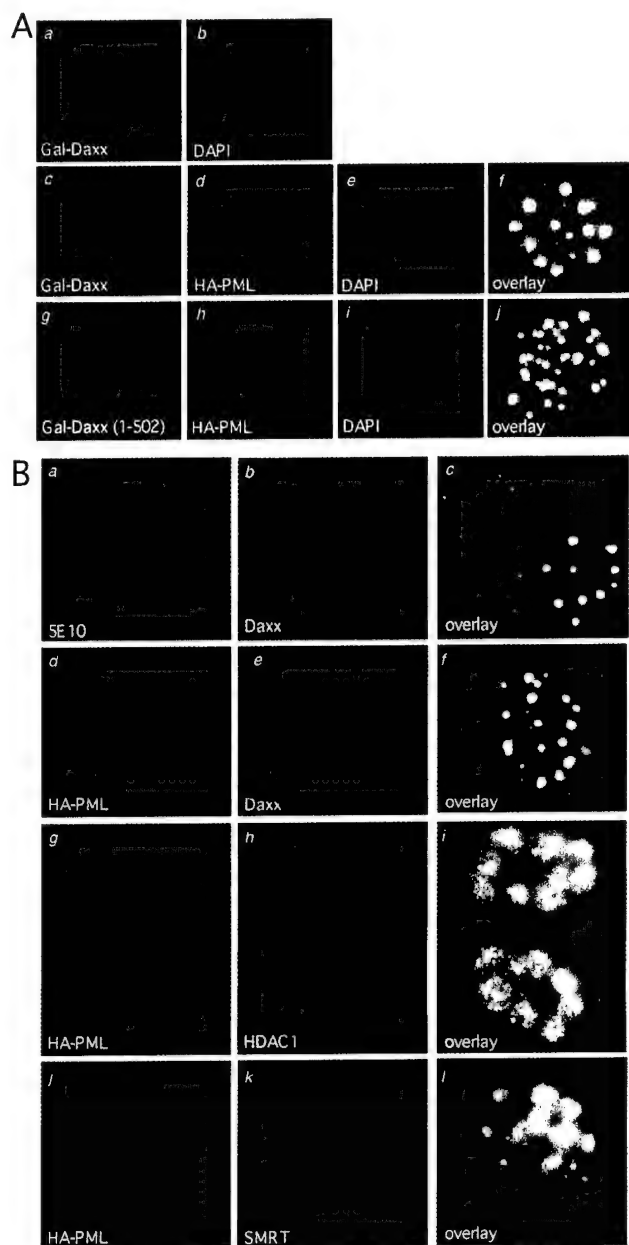 A
a b
Gal-Daxx DAPI
c d e f
Gal-Daxx HA-PML DAPI overlay
g h i j
Gal-Daxx (1-502) HA-PML DAPI overlay
B
a b c
5E10 Daxx overlay
d e f
HA-PML Daxx overlay
g h i
HA-PML HDAC1 overlay
j k l
HA-PML SMRT overlay